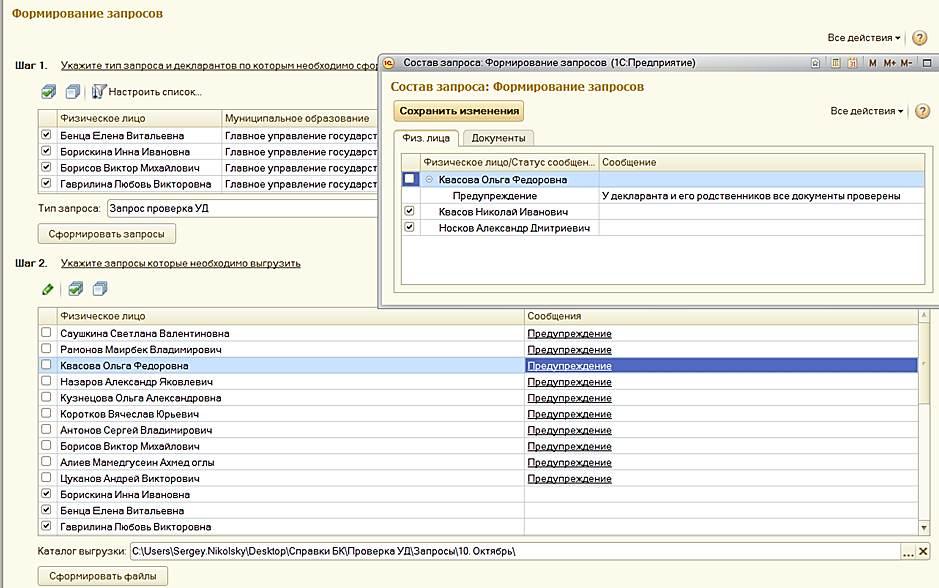 Формирование запросов
Все действия
Шаг 1. Укажите тип запроса и декларантов по которым необходимо сфор
Настроить список...
Физическое лицо Муниципальное образование
Бенца Елена Витальевна Главное управление государст
Борискина Инна Ивановна Главное управление государст
Борисов Виктор Михайлович Главное управление государст
Гаврилина Любовь Викторовна Главное управление государст
Тип запроса: Запрос проверка УД
Сформировать запросы
Состав запроса: Формирование запросов (1С:Предприятие)
M M+ M-
Состав запроса: Формирование запросов
Сохранить изменения Все действия
Физ. лица Документы
Физическое лицо/Статус сообщен... Сообщение
Квасова Ольга Федоровна
Предупреждение У декларанта и его родственников все документы проверены
Квасов Николай Иванович
Носков Александр Дмитриевич
Шаг 2. Укажите запросы которые необходимо выгрузить
Физическое лицо Сообщения
Саушкина Светлана Валентиновна Предупреждение
Рамонов Маирбек Владимирович Предупреждение
Квасова Ольга Федоровна Предупреждение
Назаров Александр Яковлевич Предупреждение
Кузнецова Ольга Александровна Предупреждение
Коротков Вячеслав Юрьевич Предупреждение
Антонов Сергей Владимирович Предупреждение
Борисов Виктор Михайлович Предупреждение
Алиев Мамедгусеин Ахмед оглы Предупреждение
Цуканов Андрей Викторович Предупреждение
Борискина Инна Ивановна
Бенца Елена Витальевна
Гаврилина Любовь Викторовна
Каталог выгрузки: C:\Users\Sergey.Nikolsky\Desktop\Справки БК\Проверка УД\Запросы\10. Октябрь\
Сформировать файлы